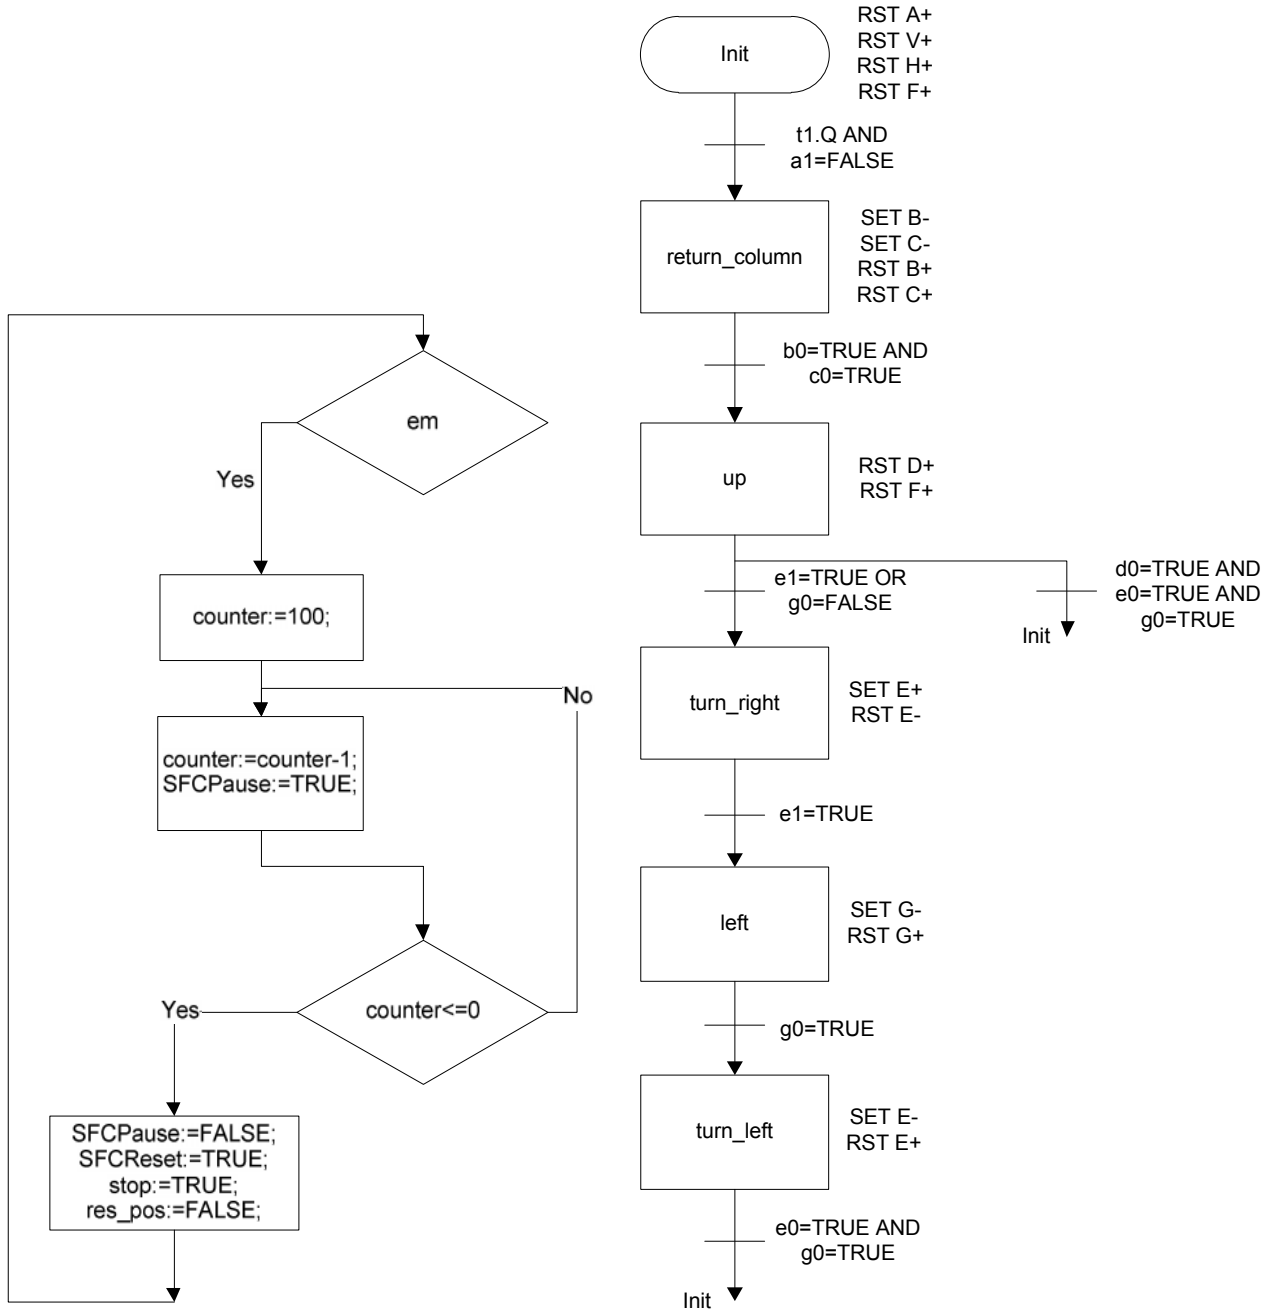 em
Yes
counter:=100;
No
counter:=counter-1;
SFCPause:=TRUE;
counter<=0
Yes
SFCPause:=FALSE;
SFCReset:=TRUE;
stop:=TRUE;
res_pos:=FALSE;
Init
RST A+
RST V+
RST H+
RST F+
t1.Q AND
a1=FALSE
return_column
SET B-
SET C-
RST B+
RST C+
b0=TRUE AND
c0=TRUE
up
RST D+
RST F+
e1=TRUE OR
g0=FALSE
d0=TRUE AND
e0=TRUE AND
g0=TRUE
Init
turn_right
SET E+
RST E-
e1=TRUE
left
SET G-
RST G+
g0=TRUE
turn_left
SET E-
RST E+
e0=TRUE AND
g0=TRUE
Init